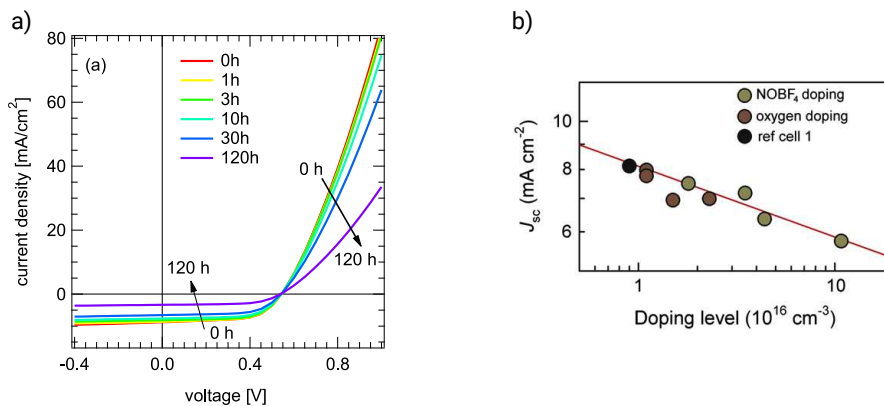 a)
(a)
80
60
40
20
0
current density [mA/cm²]
0h
1h
3h
10h
30h
120h
0 h
120 h
120 h
0 h
-0.4
0.0
0.4
0.8
voltage [V]
b)
NOBF₄ doping
oxygen doping
ref cell 1
10
8
6
Jsc (mA cm⁻²)
1
10
Doping level (10¹⁶ cm⁻³)